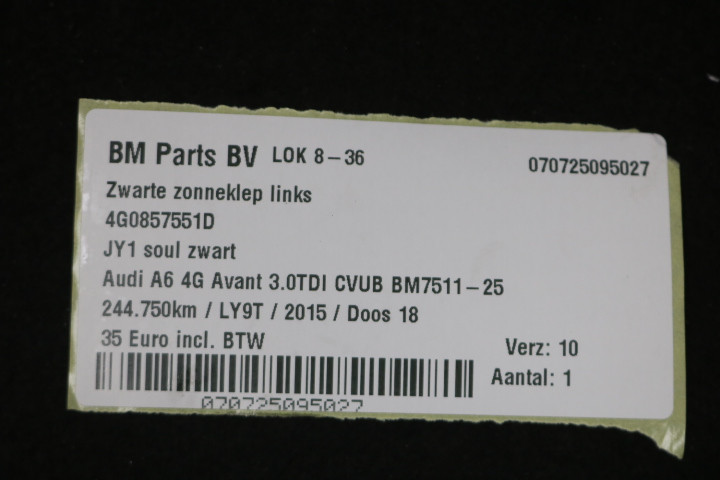 BM Parts BV LOK 8-36 070725095027
Zwarte zonneklep links
4G0857551D
JY1 soul zwart
Audi A6 4G Avant 3.0TDI CVUB BM7511-25
244.750km / LY9T / 2015 / Doos 18
35 Euro incl. BTW
Verz: 10
Aantal: 1
070725095027